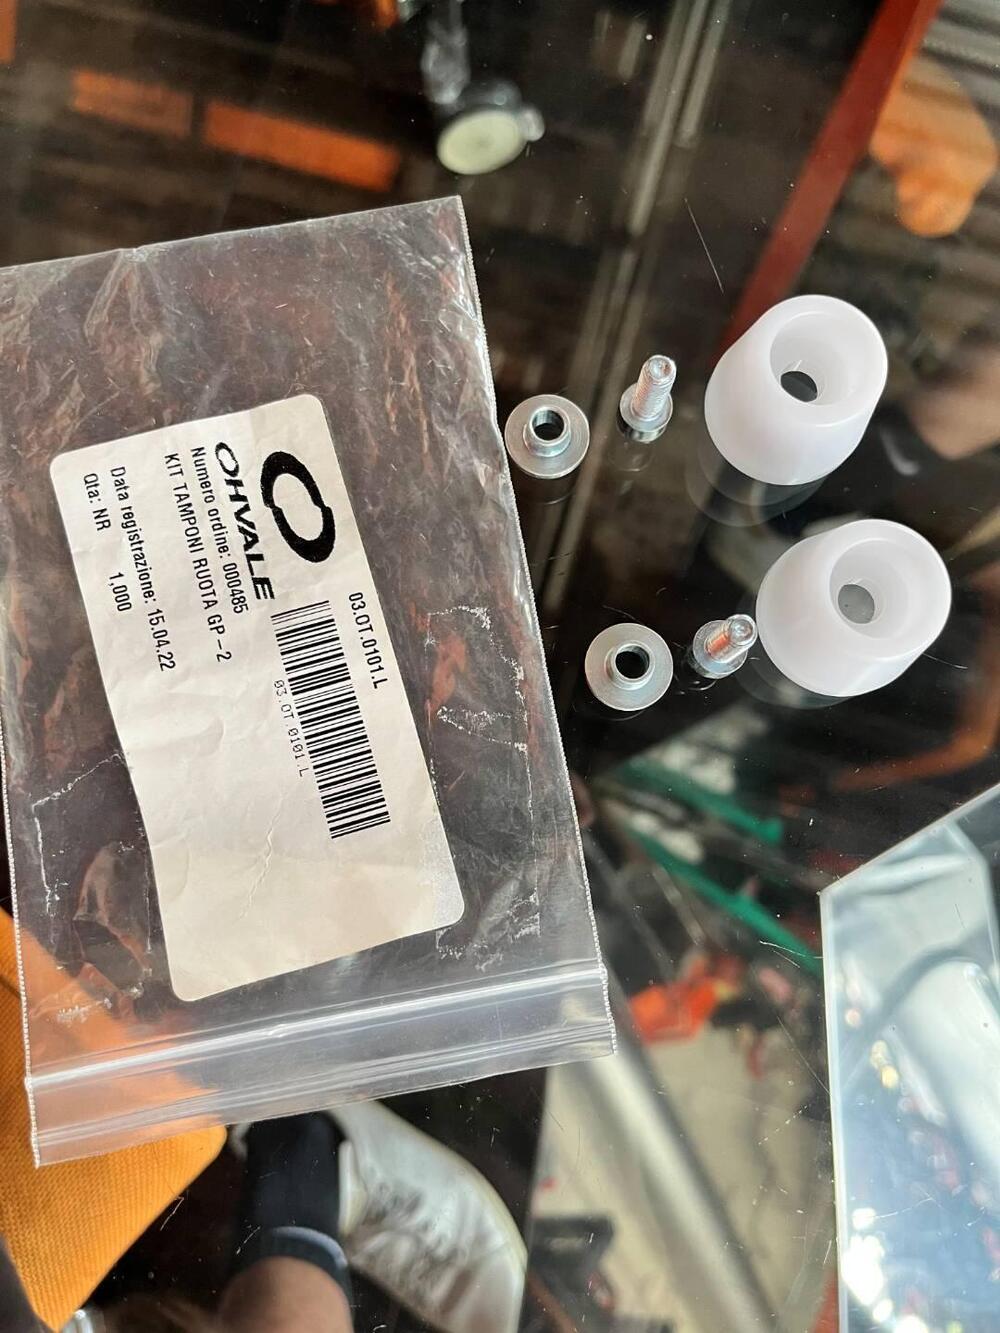 OHVALE
03.OT.0101.L
Numero ordine: 000485
KIT TAMPONI RUOTA GP-2
03.OT.0101.L
Data registrazione: 15.04.22
Qta: NR 1,000